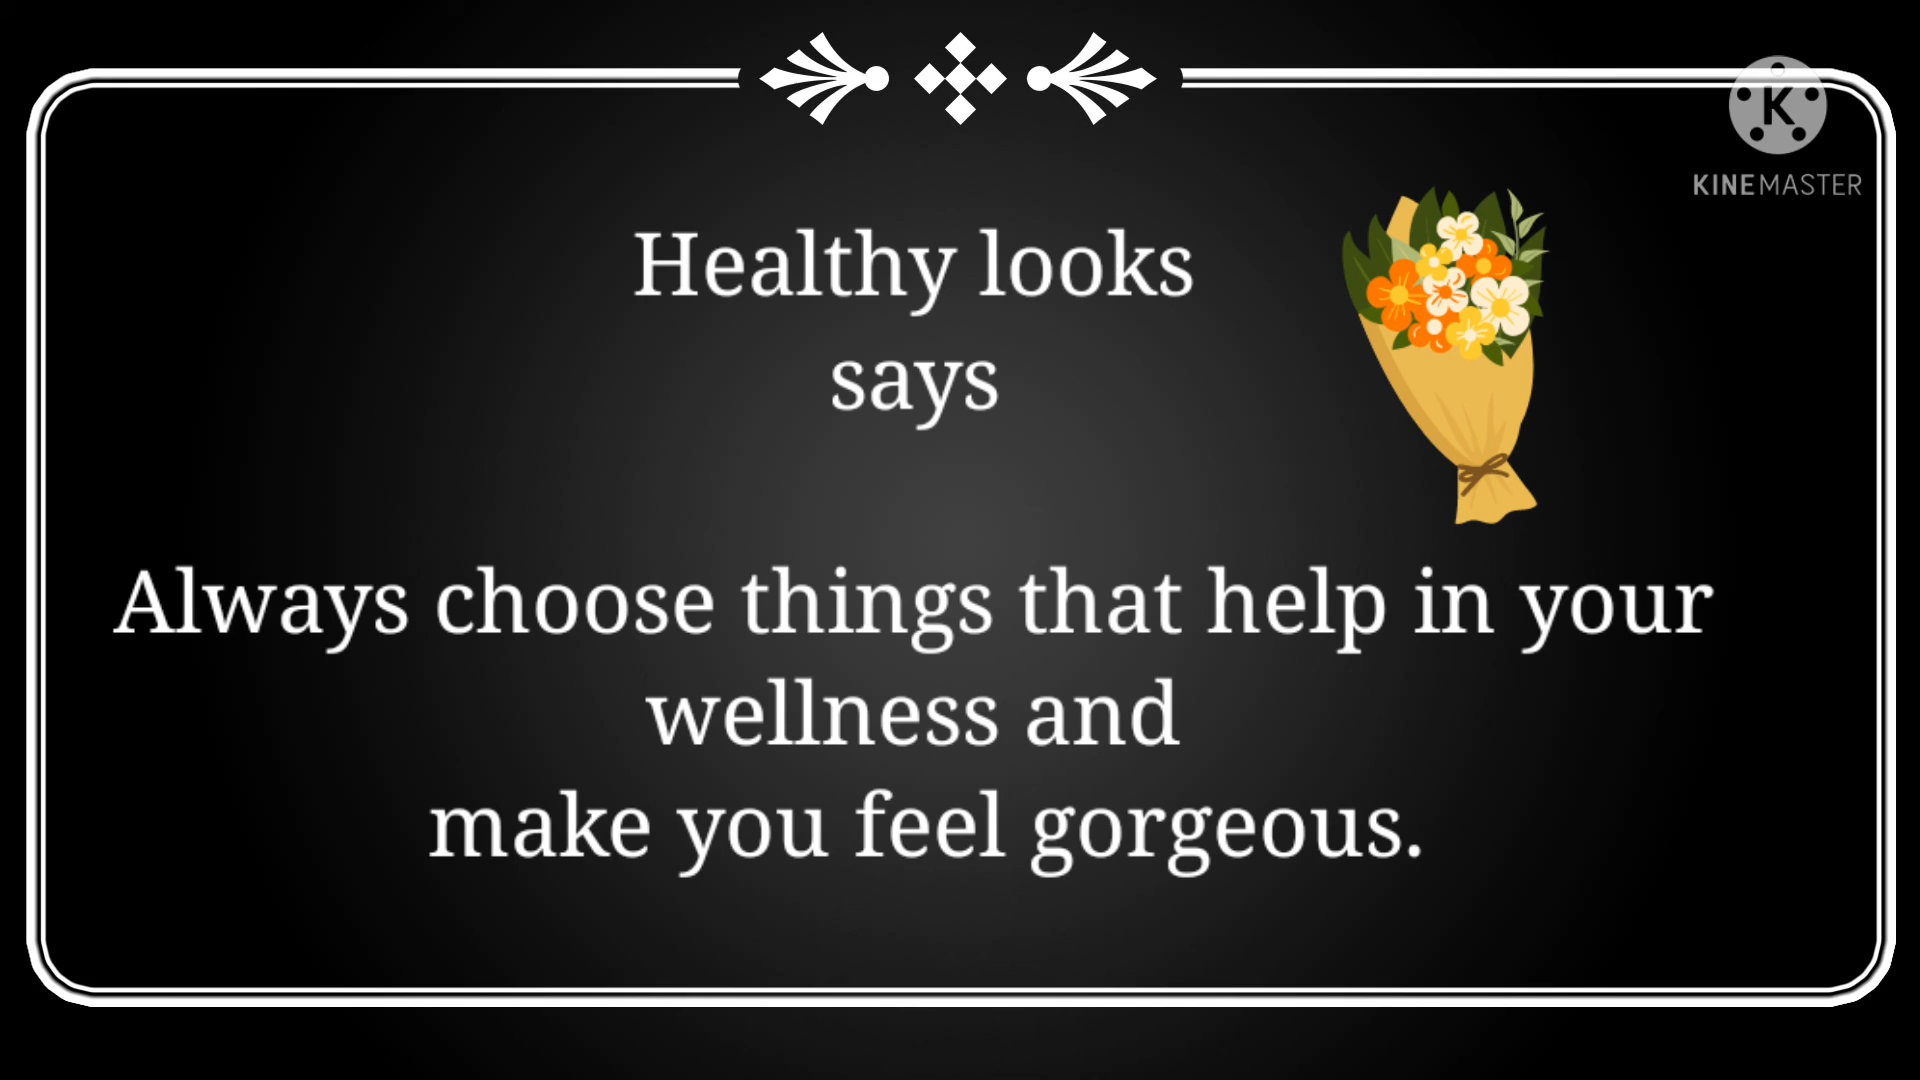 K
KINEMASTER
Healthy looks
says
Always choose things that help in your
wellness and
make you feel gorgeous.